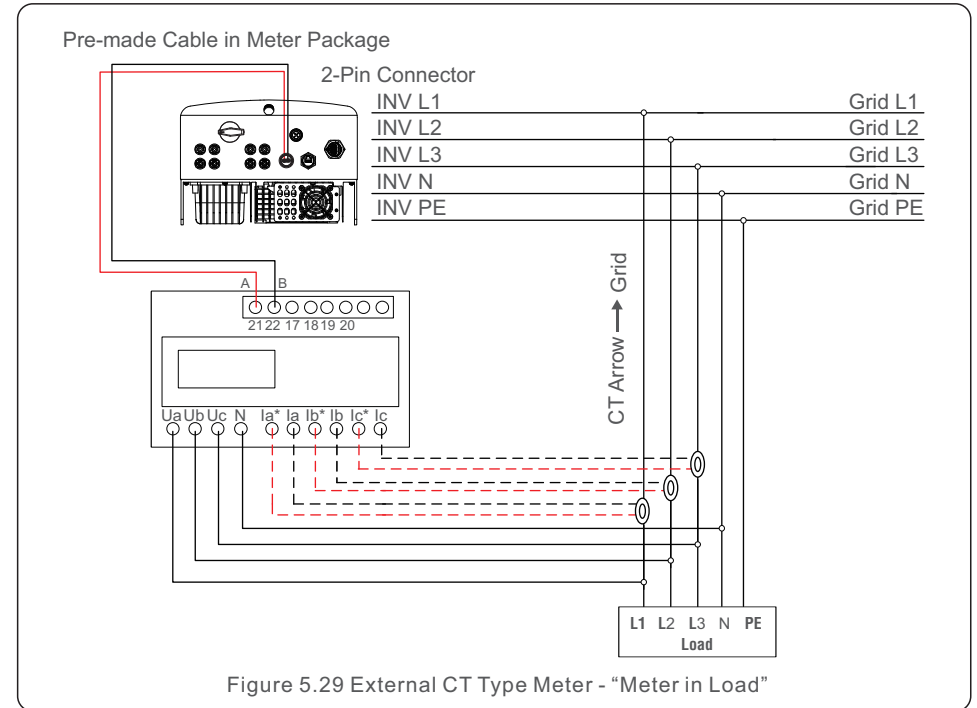 Pre-made Cable in Meter Package
2-Pin Connector
INV L1 Grid L1
INV L2 Grid L2
INV L3 Grid L3
INV N Grid N
INV PE Grid PE
CT Arrow → Grid
A B
21 22 17 18 19 20
Ua Ub Uc N Ia* Ia Ib* Ib Ic* Ic
L1 L2 L3 N PE
Load
Figure 5.29 External CT Type Meter - “Meter in Load”